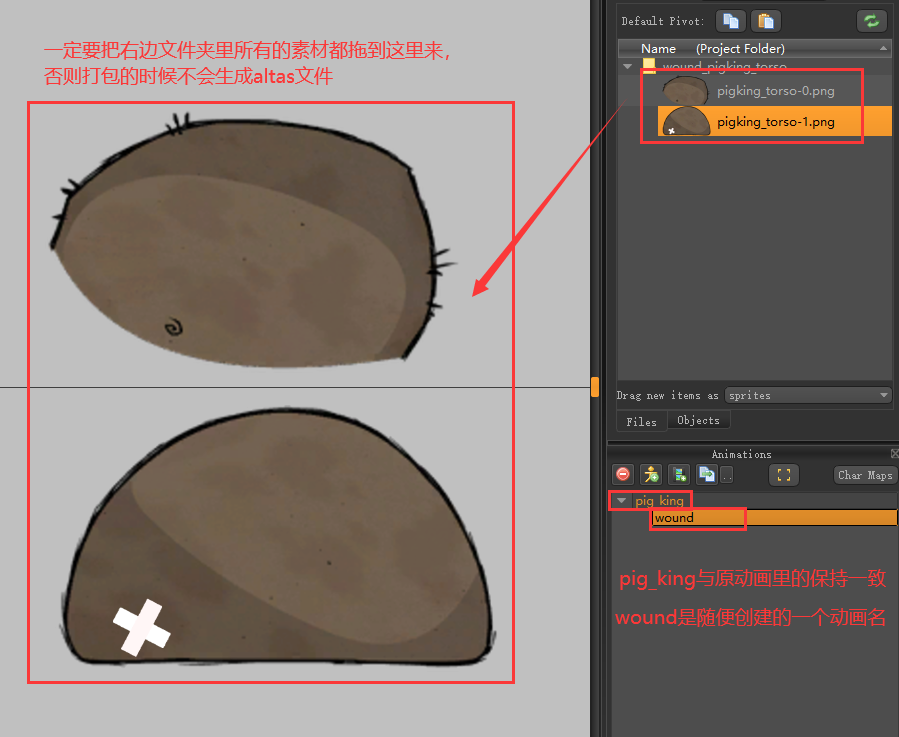 一定要把右边文件夹里所有的素材都拖到这里来,
否则打包的时候不会生成altas文件
Default Pivot:
Name (Project Folder)
wound_pigking_torso
pigking_torso-0.png
pigking_torso-1.png
Drag new items as sprites
Files Objects
Animations
Char Maps
pig_king
wound
pig_king与原动画里的保持一致
wound是随便创建的一个动画名